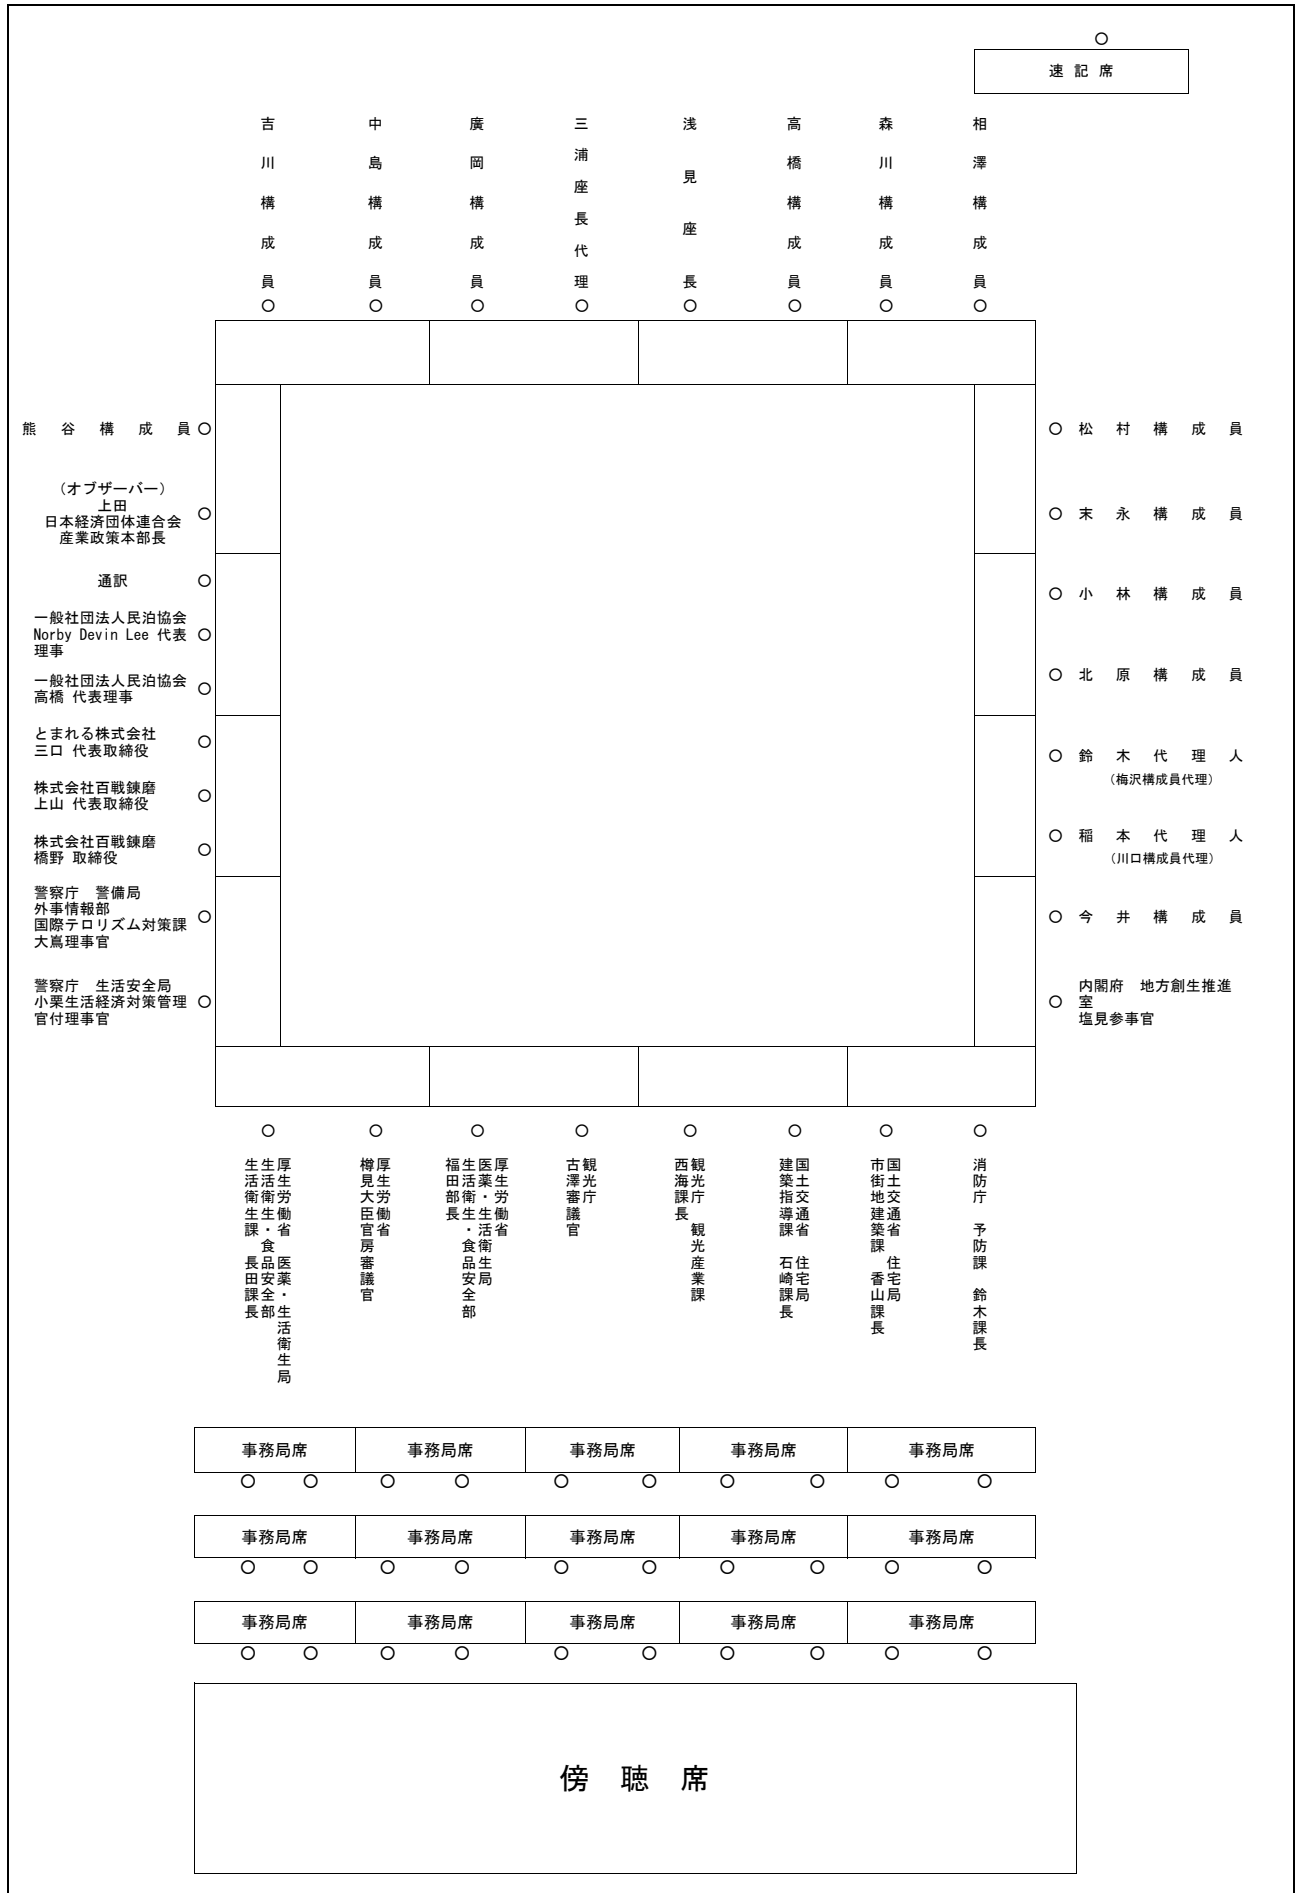 速 記 席
吉川構成員
中島構成員
廣岡構成員
三浦座長代理
浅見座長
高橋構成員
森川構成員
相澤構成員
熊 谷 構 成 員
（オブザーバー）
上田
日本経済団体連合会
産業政策本部長
通訳
一般社団法人民泊協会
Norby Devin Lee 代表
理事
一般社団法人民泊協会
高橋 代表理事
とまれる株式会社
三口 代表取締役
株式会社百戦錬磨
上山 代表取締役
株式会社百戦錬磨
橋野 取締役
警察庁　警備局
外事情報部
国際テロリズム対策課
大嶌理事官
警察庁　生活安全局
小栗生活経済対策管理
官付理事官
松 村 構 成 員
末 永 構 成 員
小 林 構 成 員
北 原 構 成 員
鈴 木 代 理 人
（梅沢構成員代理）
稲 本 代 理 人
（川口構成員代理）
今 井 構 成 員
内閣府　地方創生推進
室
塩見参事官
厚生労働省　医薬・生活衛生局
生活衛生・食品安全部
生活衛生課　長田課長
厚生労働省
樽見大臣官房審議官
厚生労働省
医薬・生活衛生局
生活衛生・食品安全部
福田部長
観光庁
古澤審議官
観光庁　観光産業課
西海課長
国土交通省　住宅局
建築指導課　石崎課長
国土交通省　住宅局
市街地建築課　香山課長
消防庁　予防課　鈴木課長
事務局席 事務局席 事務局席 事務局席 事務局席
事務局席 事務局席 事務局席 事務局席 事務局席
事務局席 事務局席 事務局席 事務局席 事務局席
傍 聴 席